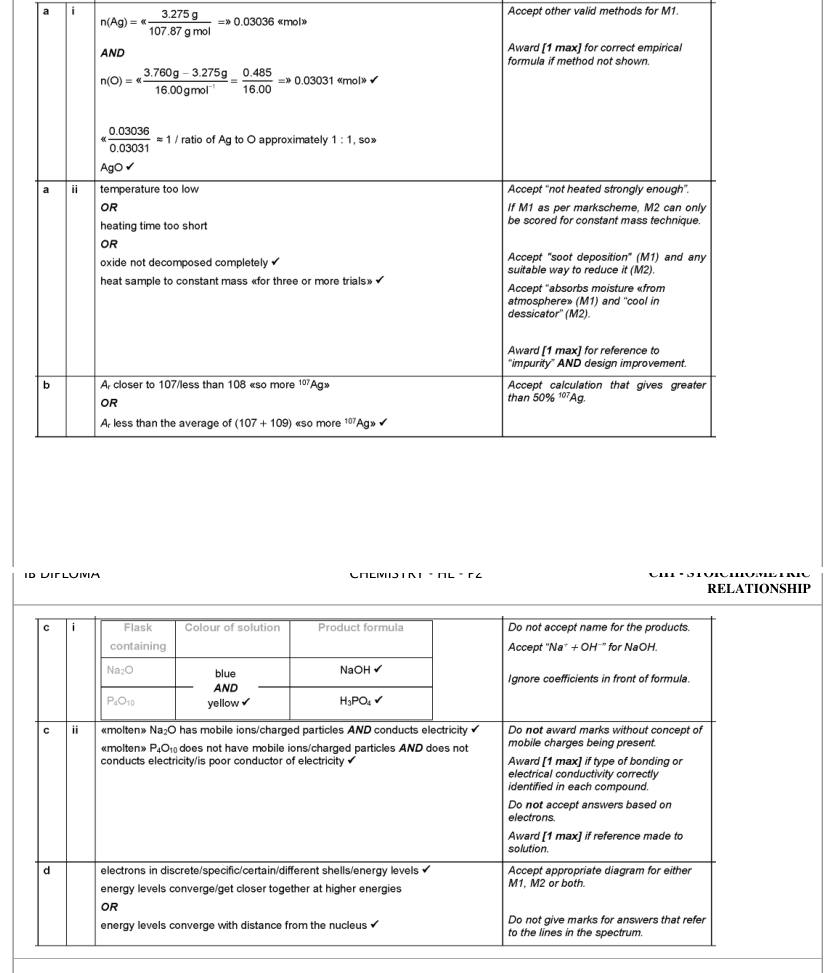 a i
n(Ag) = «3.275 g / 107.87 g mol =» 0.03036 «mol»
AND
n(O) = «3.760g − 3.275g / 16.00gmol⁻¹ = 0.485 / 16.00 =» 0.03031 «mol» ✓
«0.03036 / 0.03031 ≈ 1 / ratio of Ag to O approximately 1 : 1, so»
AgO ✓
Accept other valid methods for M1.
Award [1 max] for correct empirical
formula if method not shown.
a ii
temperature too low
OR
heating time too short
OR
oxide not decomposed completely ✓
heat sample to constant mass «for three or more trials» ✓
Accept “not heated strongly enough”.
If M1 as per markscheme, M2 can only
be scored for constant mass technique.
Accept "soot deposition" (M1) and any
suitable way to reduce it (M2).
Accept “absorbs moisture «from
atmosphere» (M1) and “cool in
dessicator” (M2).
Award [1 max] for reference to
“impurity” AND design improvement.
b
Aᵣ closer to 107/less than 108 «so more ¹⁰⁷Ag»
OR
Aᵣ less than the average of (107 + 109) «so more ¹⁰⁷Ag» ✓
Accept calculation that gives greater
than 50% ¹⁰⁷Ag.
IB DIPLOMA CHEMISTRY - HL - P2
RELATIONSHIP
c i
Flask
containing
Colour of solution
Product formula
Na₂O
blue
AND
yellow ✓
NaOH ✓
P₄O₁₀
H₃PO₄ ✓
Do not accept name for the products.
Accept “Na⁺ + OH⁻” for NaOH.
Ignore coefficients in front of formula.
c ii
«molten» Na₂O has mobile ions/charged particles AND conducts electricity ✓
«molten» P₄O₁₀ does not have mobile ions/charged particles AND does not
conducts electricity/is poor conductor of electricity ✓
Do not award marks without concept of
mobile charges being present.
Award [1 max] if type of bonding or
electrical conductivity correctly
identified in each compound.
Do not accept answers based on
electrons.
Award [1 max] if reference made to
solution.
d
electrons in discrete/specific/certain/different shells/energy levels ✓
energy levels converge/get closer together at higher energies
OR
energy levels converge with distance from the nucleus ✓
Accept appropriate diagram for either
M1, M2 or both.
Do not give marks for answers that refer
to the lines in the spectrum.